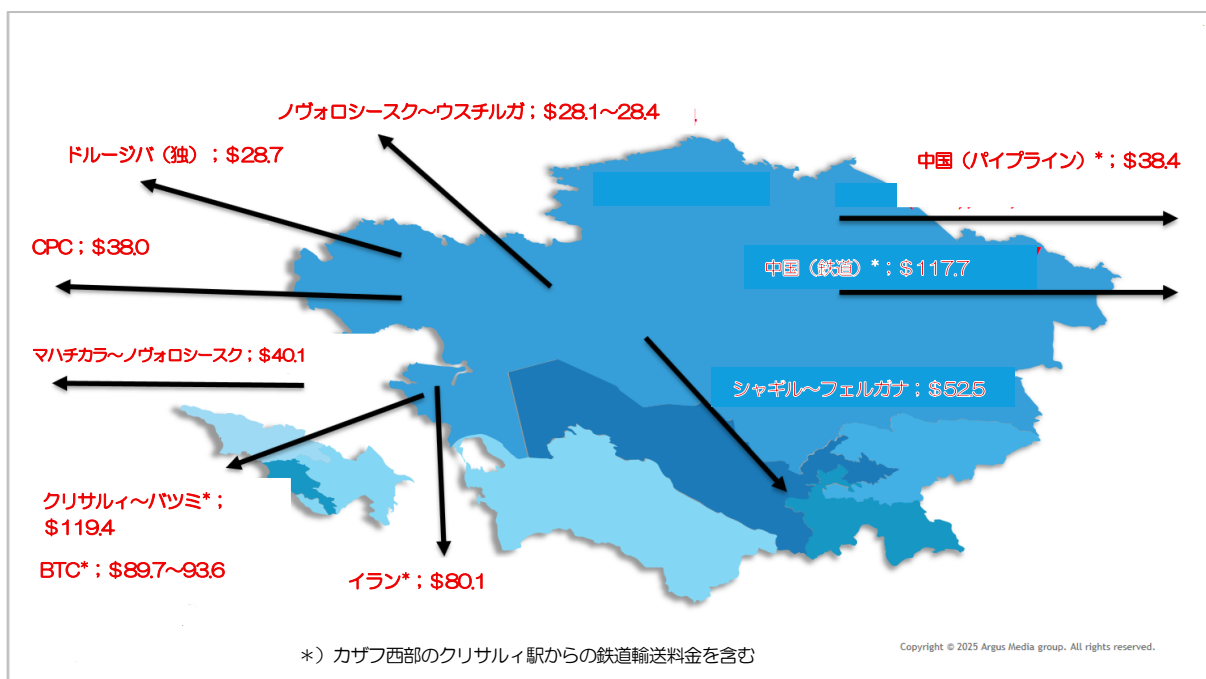 ノヴォロシースク～ウスチルガ；＄28.1～28.4
ドルージバ（独）；＄28.7
中国（パイプライン）*；＄38.4
CPC；＄38.0
中国（鉄道）*；＄117.7
マハチカラ～ノヴォロシースク；＄40.1
シャギル～フェルガナ；＄52.5
クリサルィ～バツミ*；
＄119.4
BTC*；＄89.7～93.6
イラン*；＄80.1
*）カザフ西部のクリサルィ駅からの鉄道輸送料金を含む
Copyright © 2025 Argus Media group. All rights reserved.